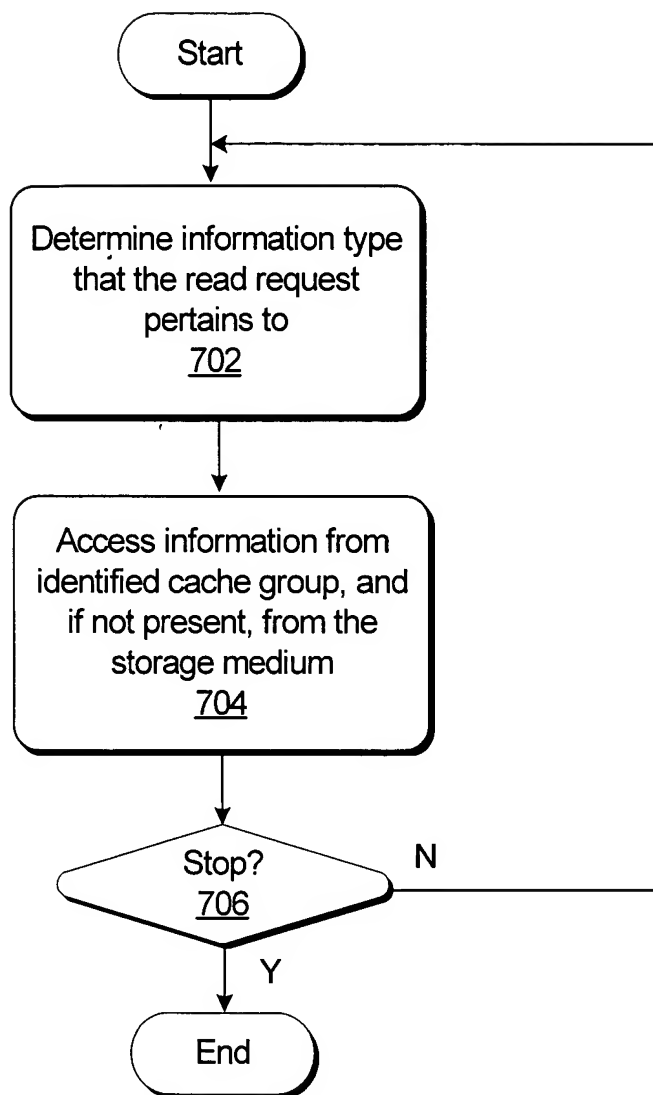 Start
Determine information type
that the read request
pertains to
702
Access information from
identified cache group, and
if not present, from the
storage medium
704
Stop?
706
N
Y
End